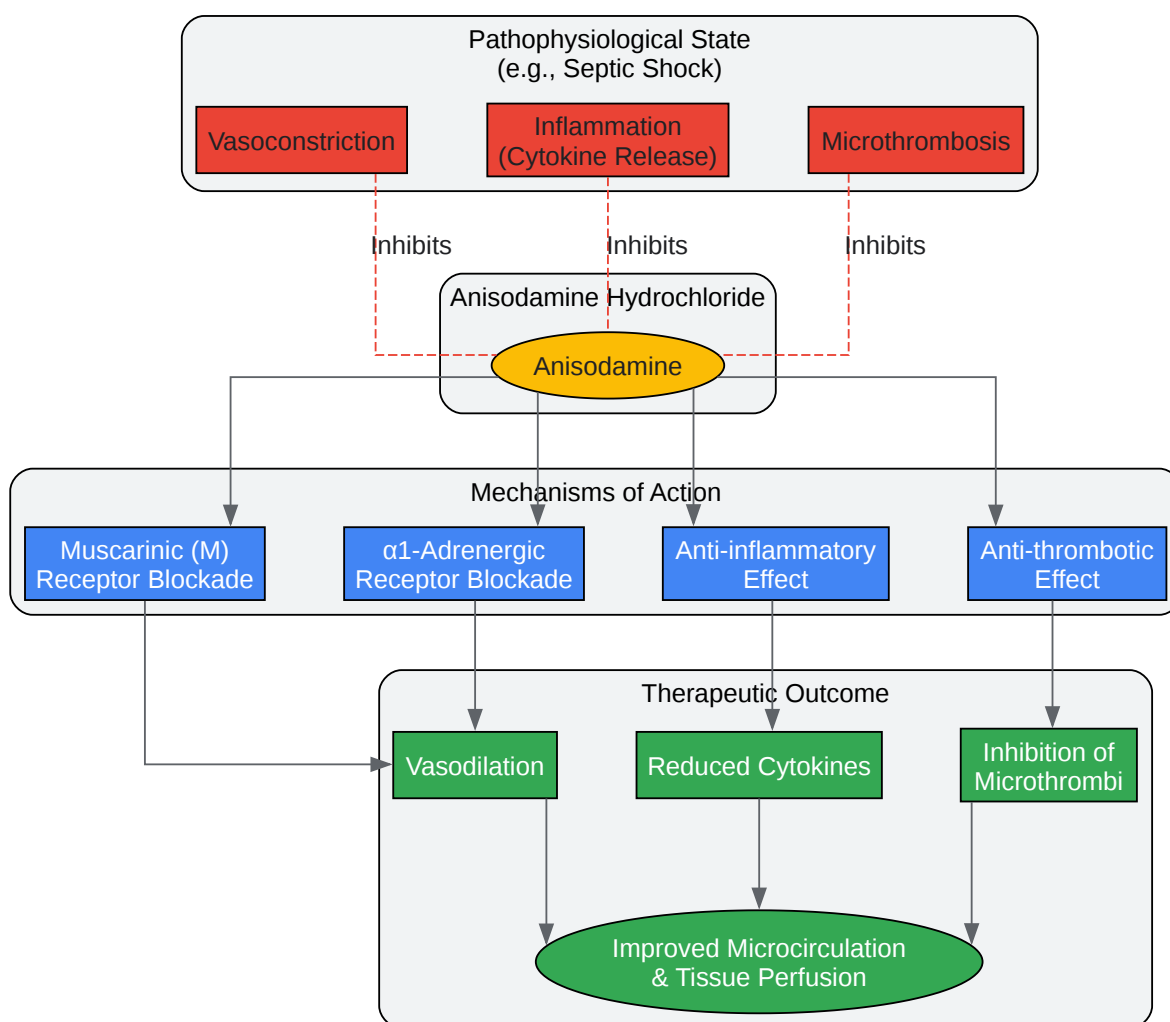 Pathophysiological State
(e.g., Septic Shock)
Vasoconstriction
Inflammation
(Cytokine Release)
Microthrombosis
Inhibits
Inhibits
Inhibits
Anisodamine Hydrochloride
Anisodamine
Mechanisms of Action
Muscarinic (M)
Receptor Blockade
α1-Adrenergic
Receptor Blockade
Anti-inflammatory
Effect
Anti-thrombotic
Effect
Therapeutic Outcome
Vasodilation
Reduced Cytokines
Inhibition of
Microthrombi
Improved Microcirculation
& Tissue Perfusion